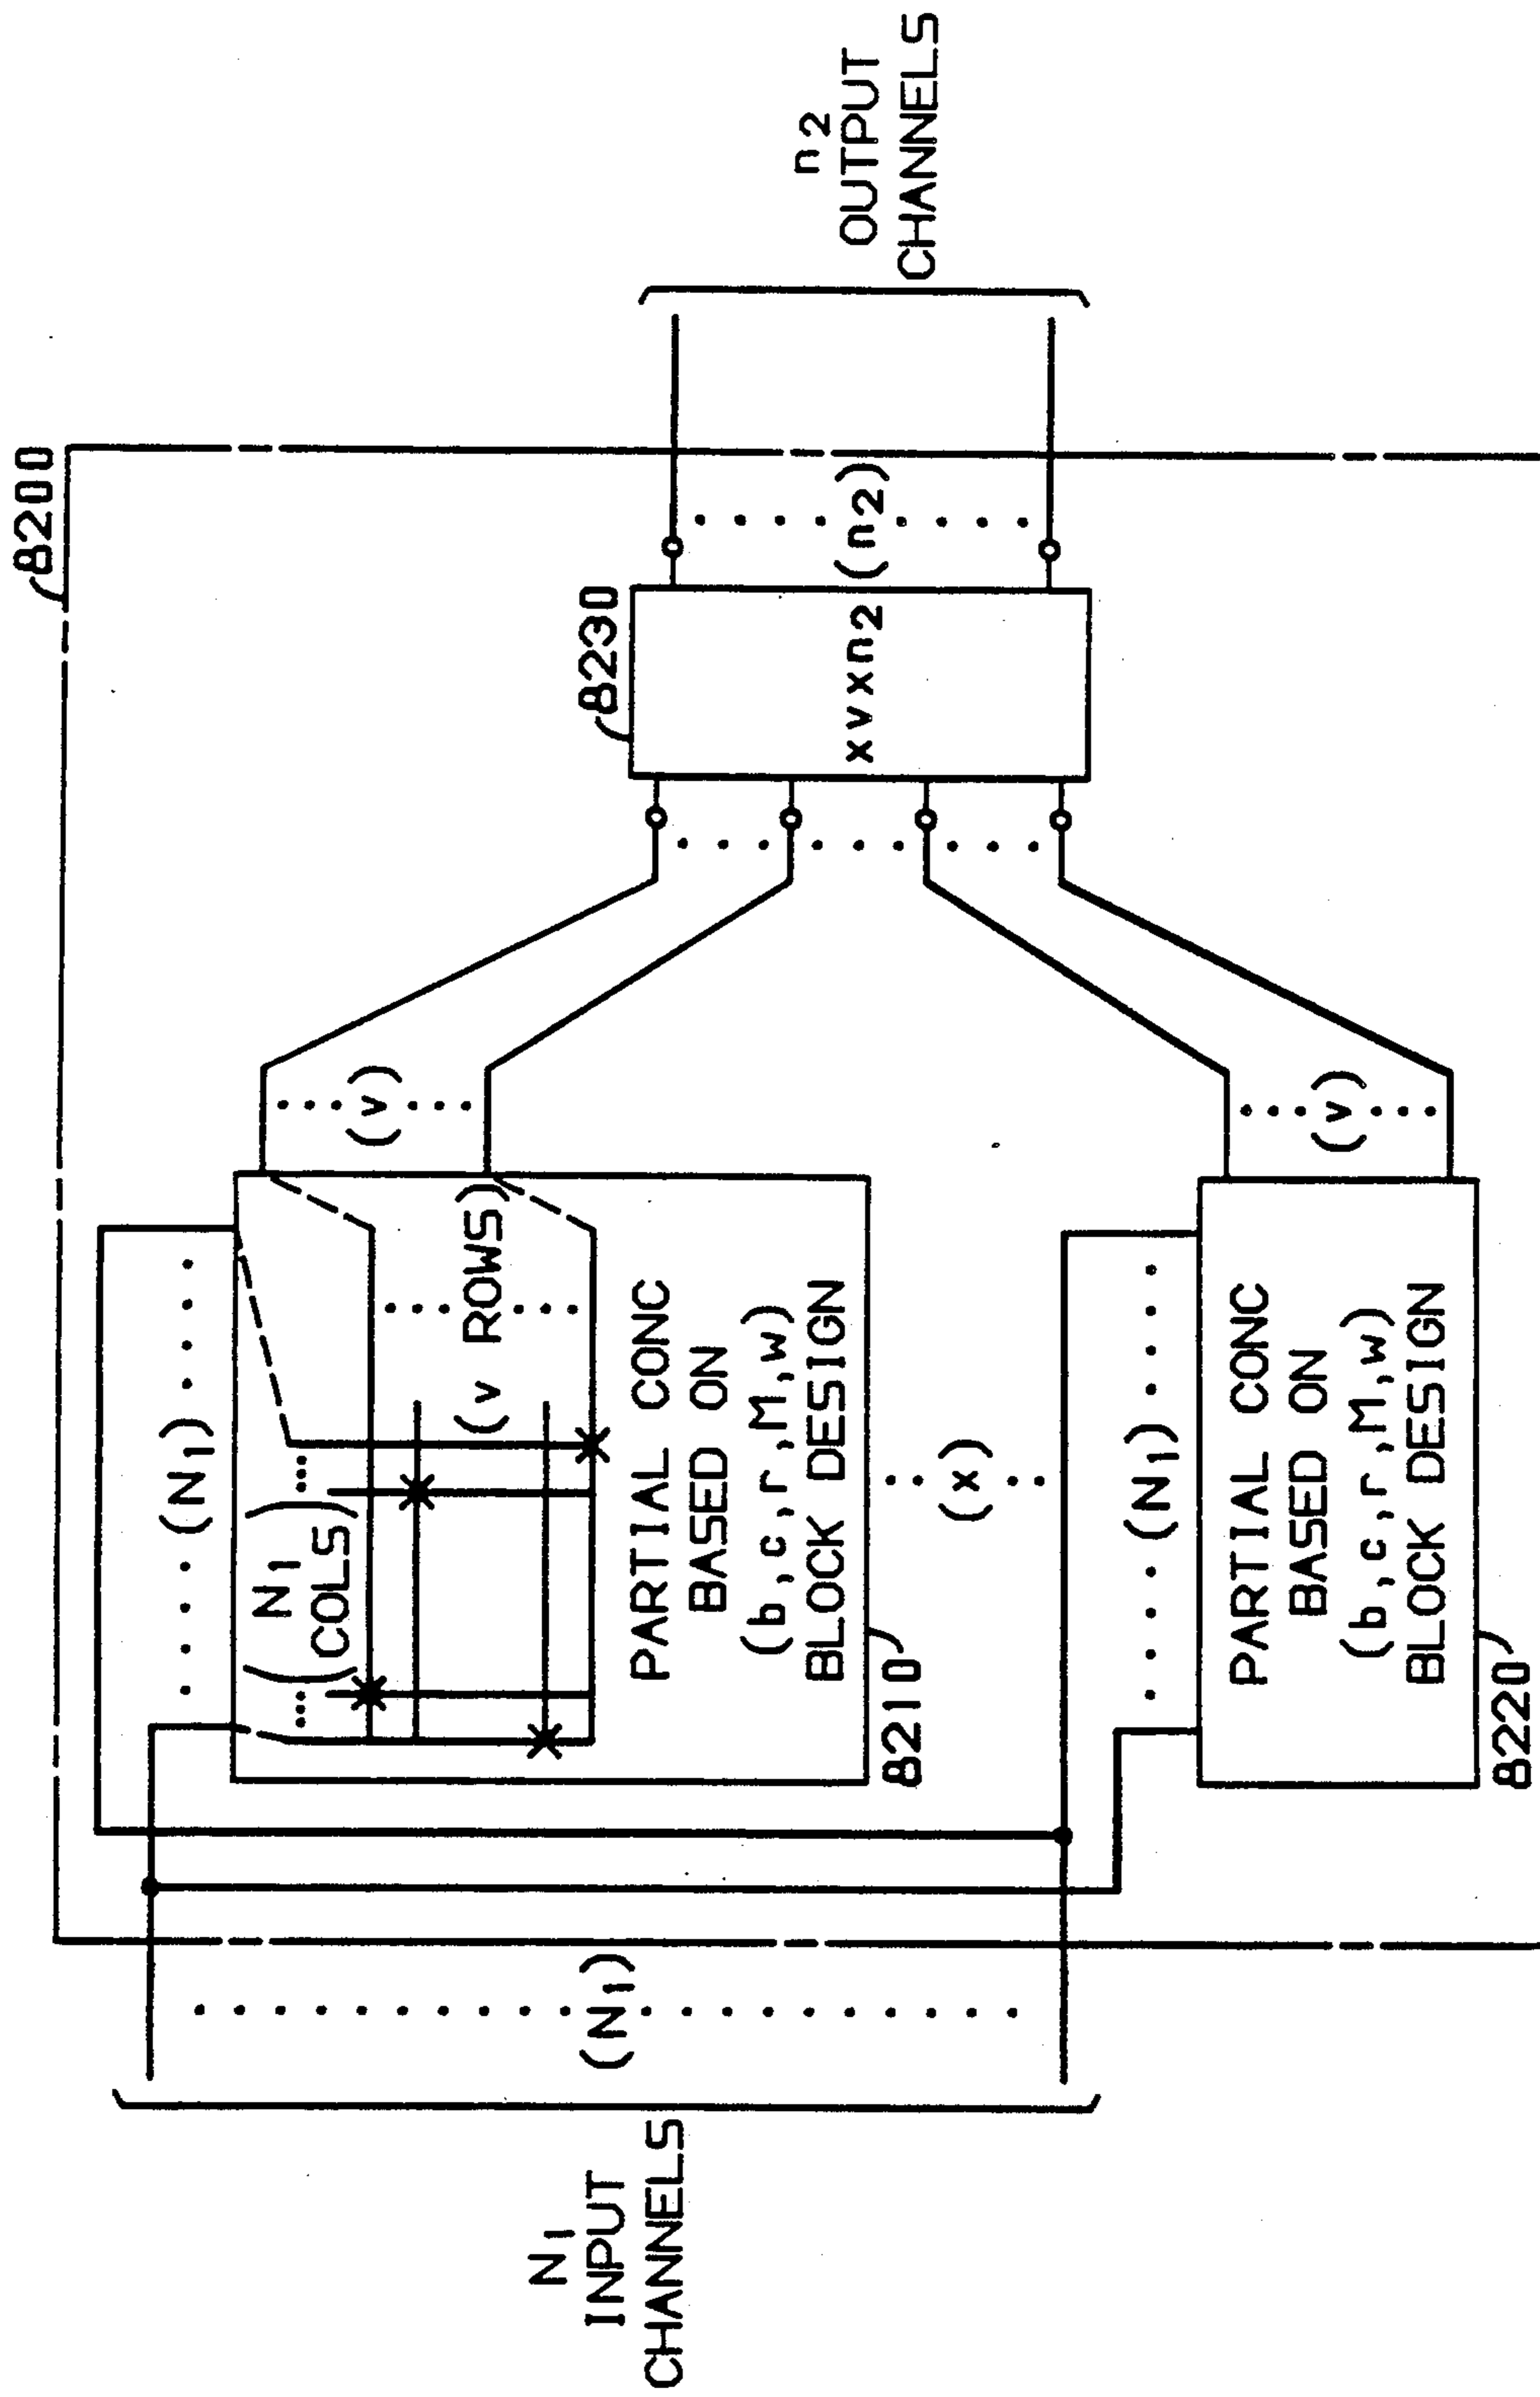 8200
N1
INPUT
CHANNELS
(N1)
(N1)
( N1
COLS )
(v ROWS)
PARTIAL CONC
BASED ON
(b,c,r,M,w)
BLOCK DESIGN
8210
(v)
(x)
(N1)
PARTIAL CONC
BASED ON
(b,c,r,M,w)
BLOCK DESIGN
8220
(v)
8230
xvxn2
(n2)
n2
OUTPUT
CHANNELS